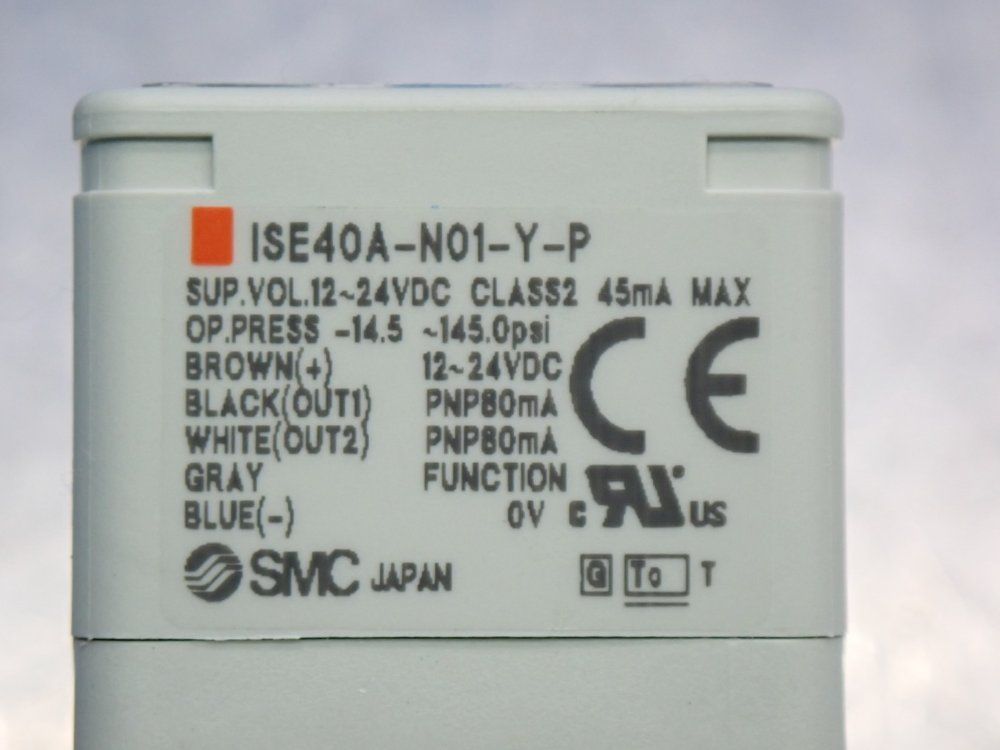 ISE40A-N01-Y-P
SUP.VOL.12~24VDC CLASS2 45mA MAX
OP.PRESS -14.5 ~145.0psi
BROWN(+) 12~24VDC
BLACK(OUT1) PNP80mA
WHITE(OUT2) PNP80mA
GRAY FUNCTION
BLUE(-) 0V
CE
c RU US
SMC JAPAN
G To T